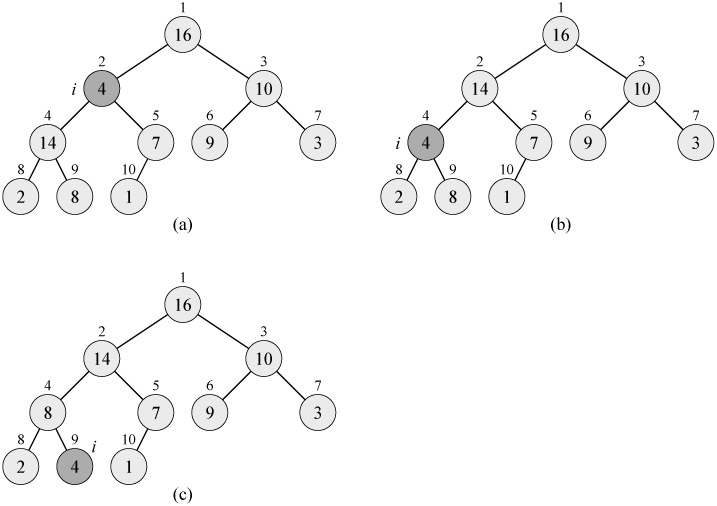 1 1
16 16
2 3 2 3
i 4 10 14 10
4 5 6 7 4 5 6 7
14 7 9 3 i 4 7 9 3
8 9 10 8 9 10
2 8 1 2 8 1
(a) (b)
1
16
2 3
14 10
4 5 6 7
8 7 9 3
8 9 i 10
2 4 1
(c)